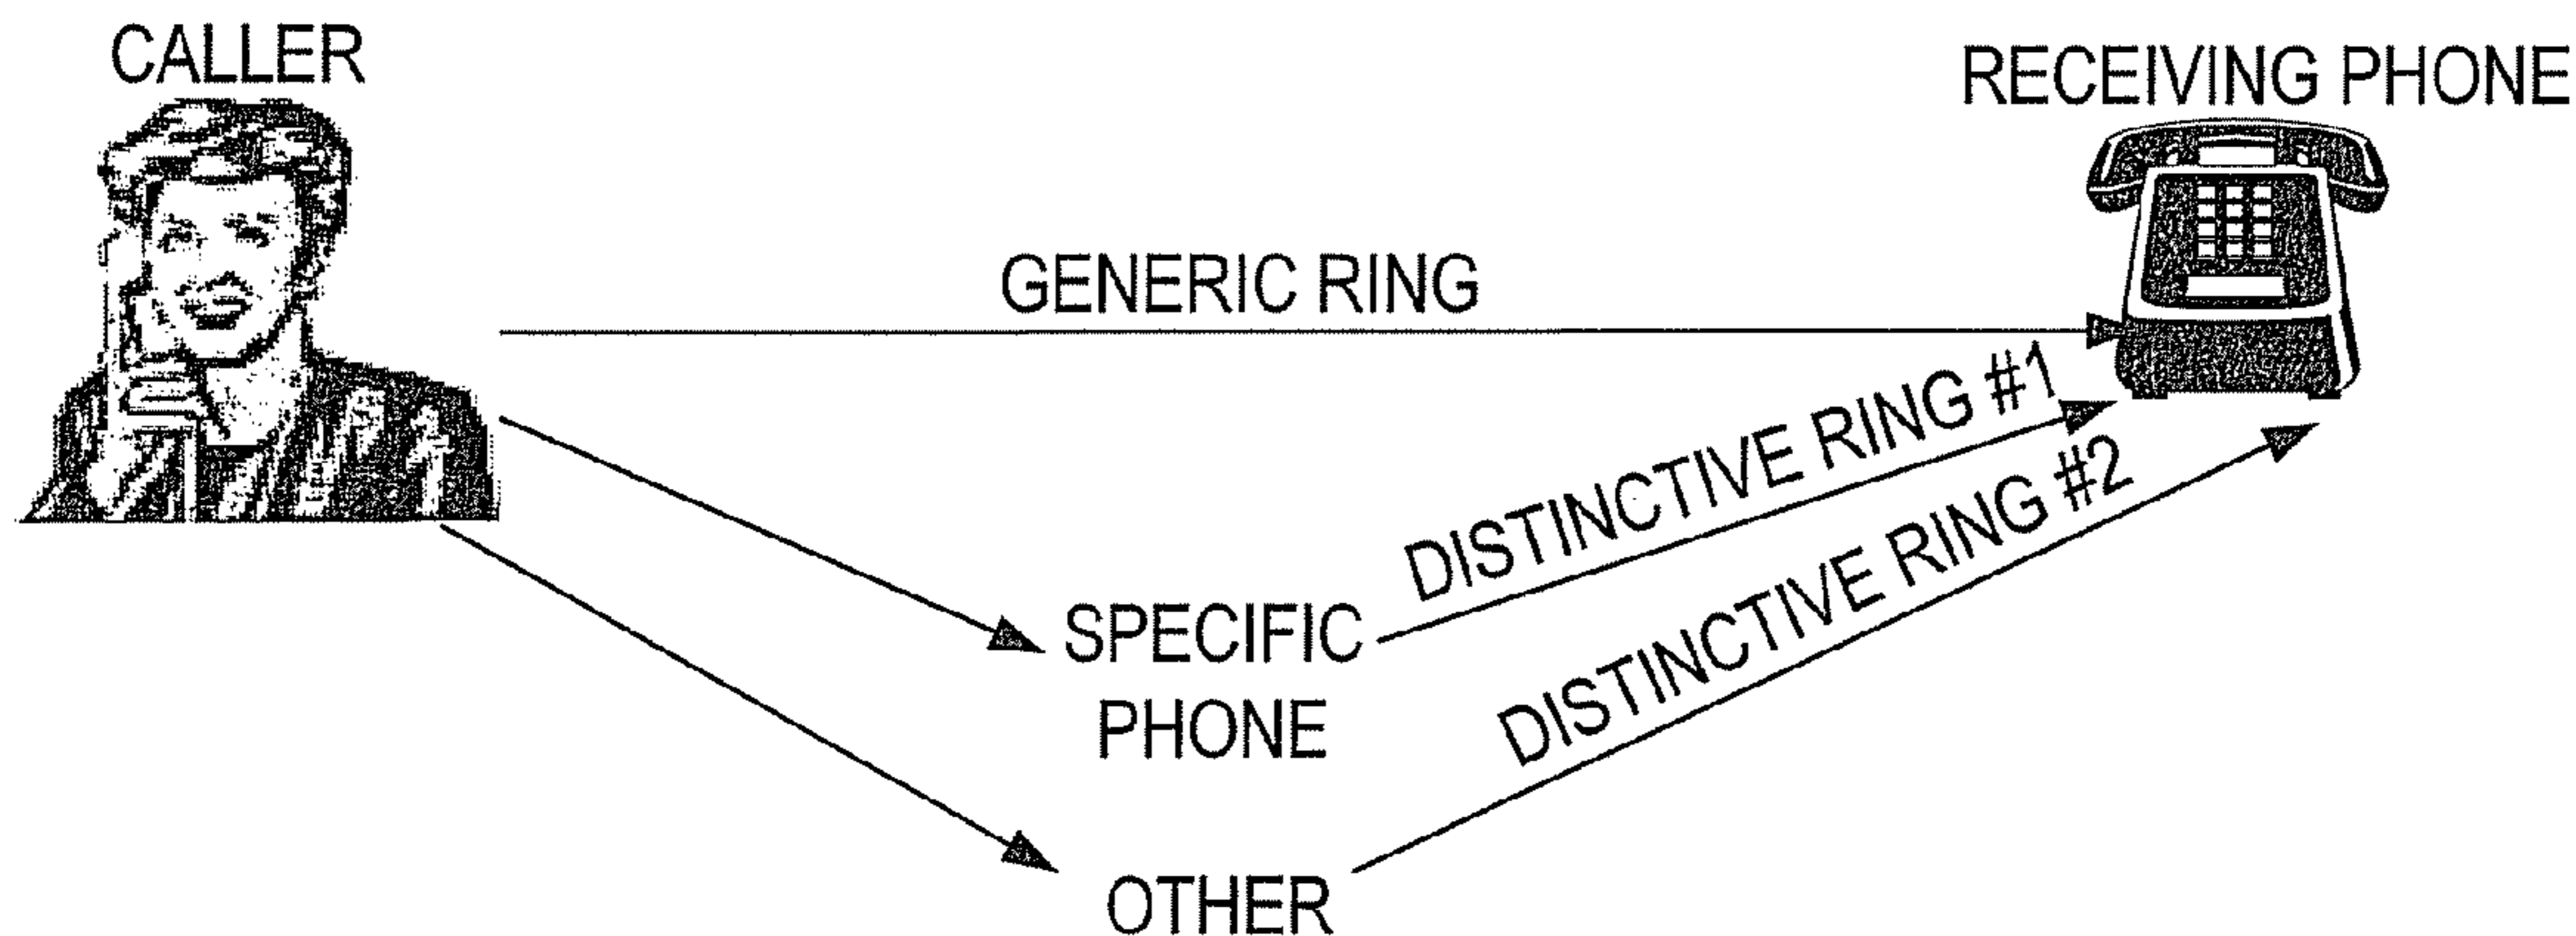 CALLER
RECEIVING PHONE
GENERIC RING
DISTINCTIVE RING #1
DISTINCTIVE RING #2
SPECIFIC
PHONE
OTHER